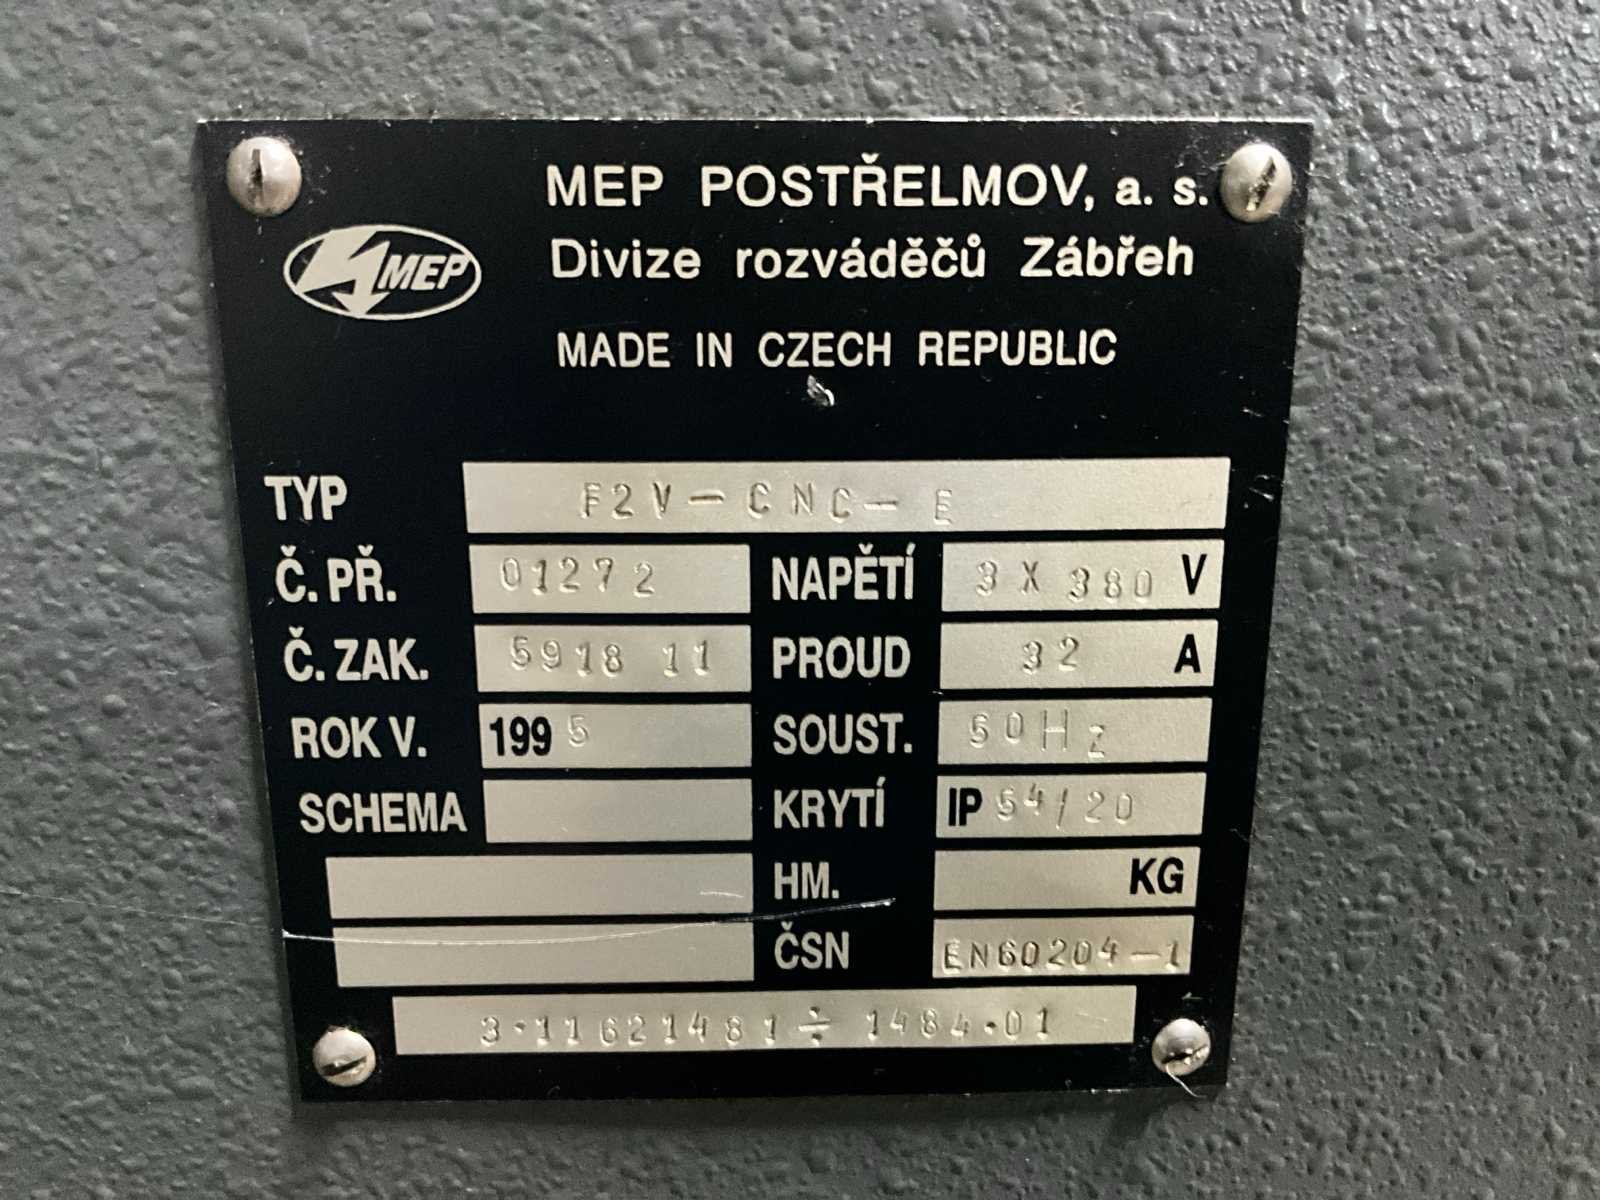 MEP POSTŘELMOV, a. s.
MEP
Divize rozváděčů Zábřeh
MADE IN CZECH REPUBLIC
TYP F2V-CNC-E
Č. PŘ. 01272 NAPĚTÍ 3 X 380 V
Č. ZAK. 5918 11 PROUD 32 A
ROK V. 1995 SOUST. 50Hz
SCHEMA KRYTÍ IP 54/20
HM. KG
ČSN EN60204-1
3·11621481÷1484·01